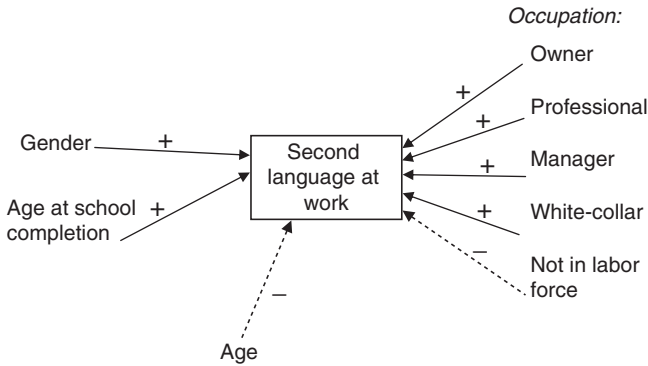 Occupation:
Owner
+
Professional
+
Gender
+
Second
language at
work
Manager
+
Age at school
completion
+
White-collar
+
Not in labor
force
–
–
Age